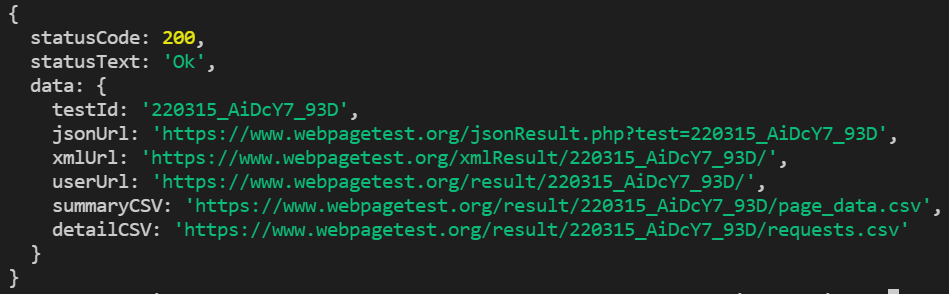 {
statusCode: 200,
statusText: 'Ok',
data: {
testId: '220315_AiDcY7_93D',
jsonUrl: 'https://www.webpagetest.org/jsonResult.php?test=220315_AiDcY7_93D',
xmlUrl: 'https://www.webpagetest.org/xmlResult/220315_AiDcY7_93D/',
userUrl: 'https://www.webpagetest.org/result/220315_AiDcY7_93D/',
summaryCSV: 'https://www.webpagetest.org/result/220315_AiDcY7_93D/page_data.csv',
detailCSV: 'https://www.webpagetest.org/result/220315_AiDcY7_93D/requests.csv'
}
}